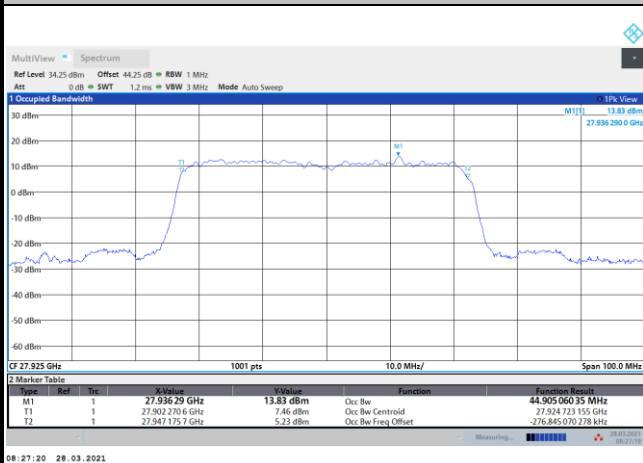 MultiView Spectrum
Ref Level 34.25 dBm Offset 44.25 dB RBW 1 MHz
Att 0 dB SWT 1.2 ms VBW 3 MHz Mode Auto Sweep
1 Occupied Bandwidth 1Pk View
M1[1] 13.83 dBm
27.936 290 0 GHz
30 dBm
20 dBm
M1
T1
T2
10 dBm
0 dBm
-10 dBm
-20 dBm
-30 dBm
-40 dBm
-50 dBm
-60 dBm
CF 27.925 GHz 1001 pts 10.0 MHz/ Span 100.0 MHz
2 Marker Table
Type Ref Trc X-Value Y-Value Function Function Result
M1 1 27.936 29 GHz 13.83 dBm Occ Bw 44.905 060 35 MHz
T1 1 27.902 270 6 GHz 7.46 dBm Occ Bw Centroid 27.924 723 155 GHz
T2 1 27.947 175 7 GHz 5.23 dBm Occ Bw Freq Offset -276.845 070 278 kHz
Measuring... 28.03.2021
08:27:19
08:27:20 28.03.2021